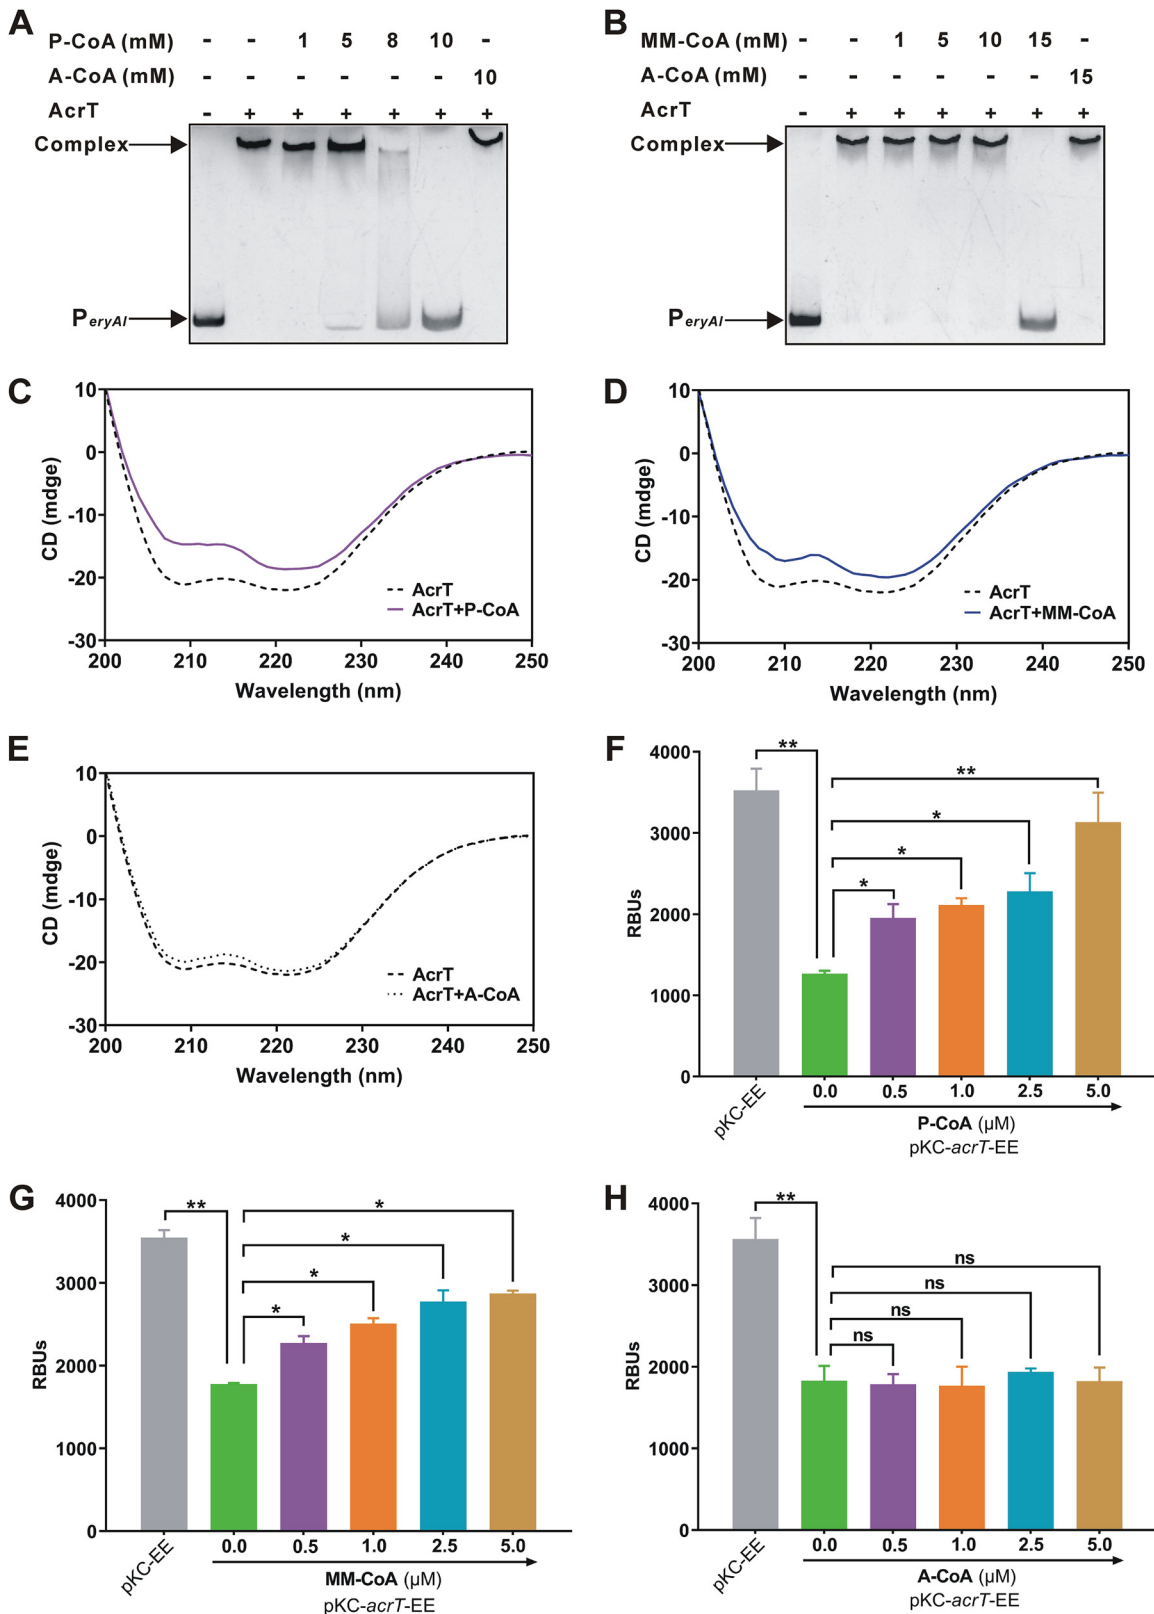 A
P-CoA (mM) - - 1 5 8 10 -
A-CoA (mM) - - - - - - 10
AcrT - + + + + + +
Complex
PeryAI
B
MM-CoA (mM) - - 1 5 10 15 -
A-CoA (mM) - - - - - - 15
AcrT - + + + + + +
Complex
PeryAI
C
CD (mdge)
10
0
-10
-20
-30
AcrT
AcrT+P-CoA
200 210 220 230 240 250
Wavelength (nm)
D
CD (mdge)
10
0
-10
-20
-30
AcrT
AcrT+MM-CoA
200 210 220 230 240 250
Wavelength (nm)
E
CD (mdge)
10
0
-10
-20
-30
AcrT
AcrT+A-CoA
200 210 220 230 240 250
Wavelength (nm)
F
RBUs
4000
3000
2000
1000
0
**
**
*
*
*
pKC-EE 0.0 0.5 1.0 2.5 5.0
P-CoA (µM)
pKC-acrT-EE
G
RBUs
4000
3000
2000
1000
0
**
*
*
*
*
pKC-EE 0.0 0.5 1.0 2.5 5.0
MM-CoA (µM)
pKC-acrT-EE
H
RBUs
4000
3000
2000
1000
0
**
ns
ns
ns
ns
pKC-EE 0.0 0.5 1.0 2.5 5.0
A-CoA (µM)
pKC-acrT-EE